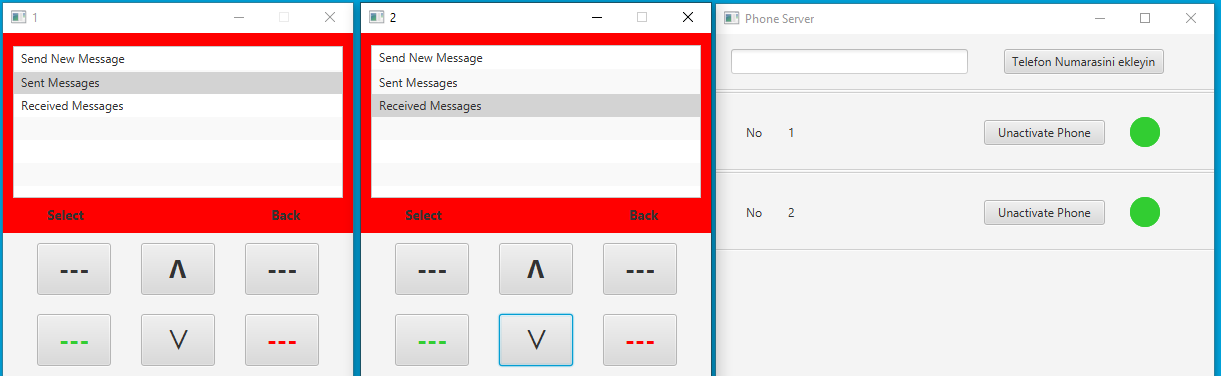 1
Send New Message
Sent Messages
Received Messages
Select Back
--- Λ ---
--- V ---
2
Send New Message
Sent Messages
Received Messages
Select Back
--- Λ ---
--- V ---
Phone Server
Telefon Numarasini ekleyin
No 1 Unactivate Phone
No 2 Unactivate Phone